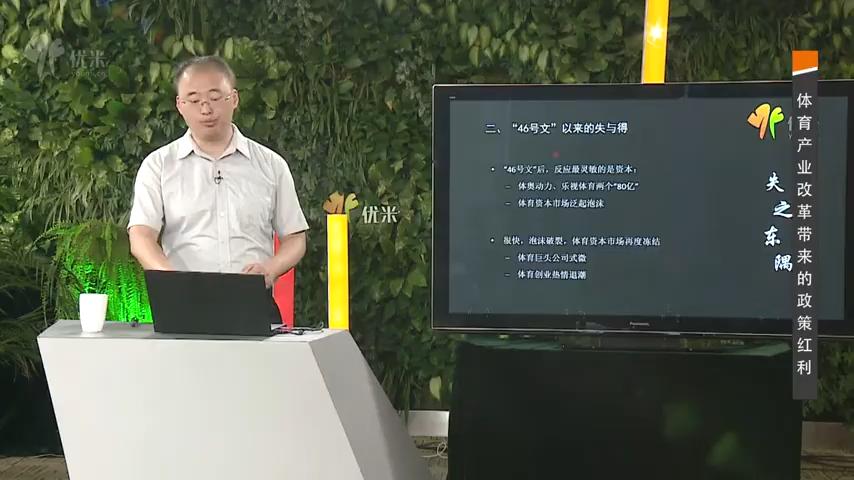 优米
youmi.cn
二、“46号文”以来的失与得
• “46号文”后，反应最灵敏的是资本：
– 体奥动力、乐视体育两个“80亿”
– 体育资本市场泛起泡沫
• 很快，泡沫破裂，体育资本市场再度冻结
– 体育巨头公司式微
– 体育创业热情退潮
失之东隅
优米
体育产业改革带来的政策红利
Panasonic